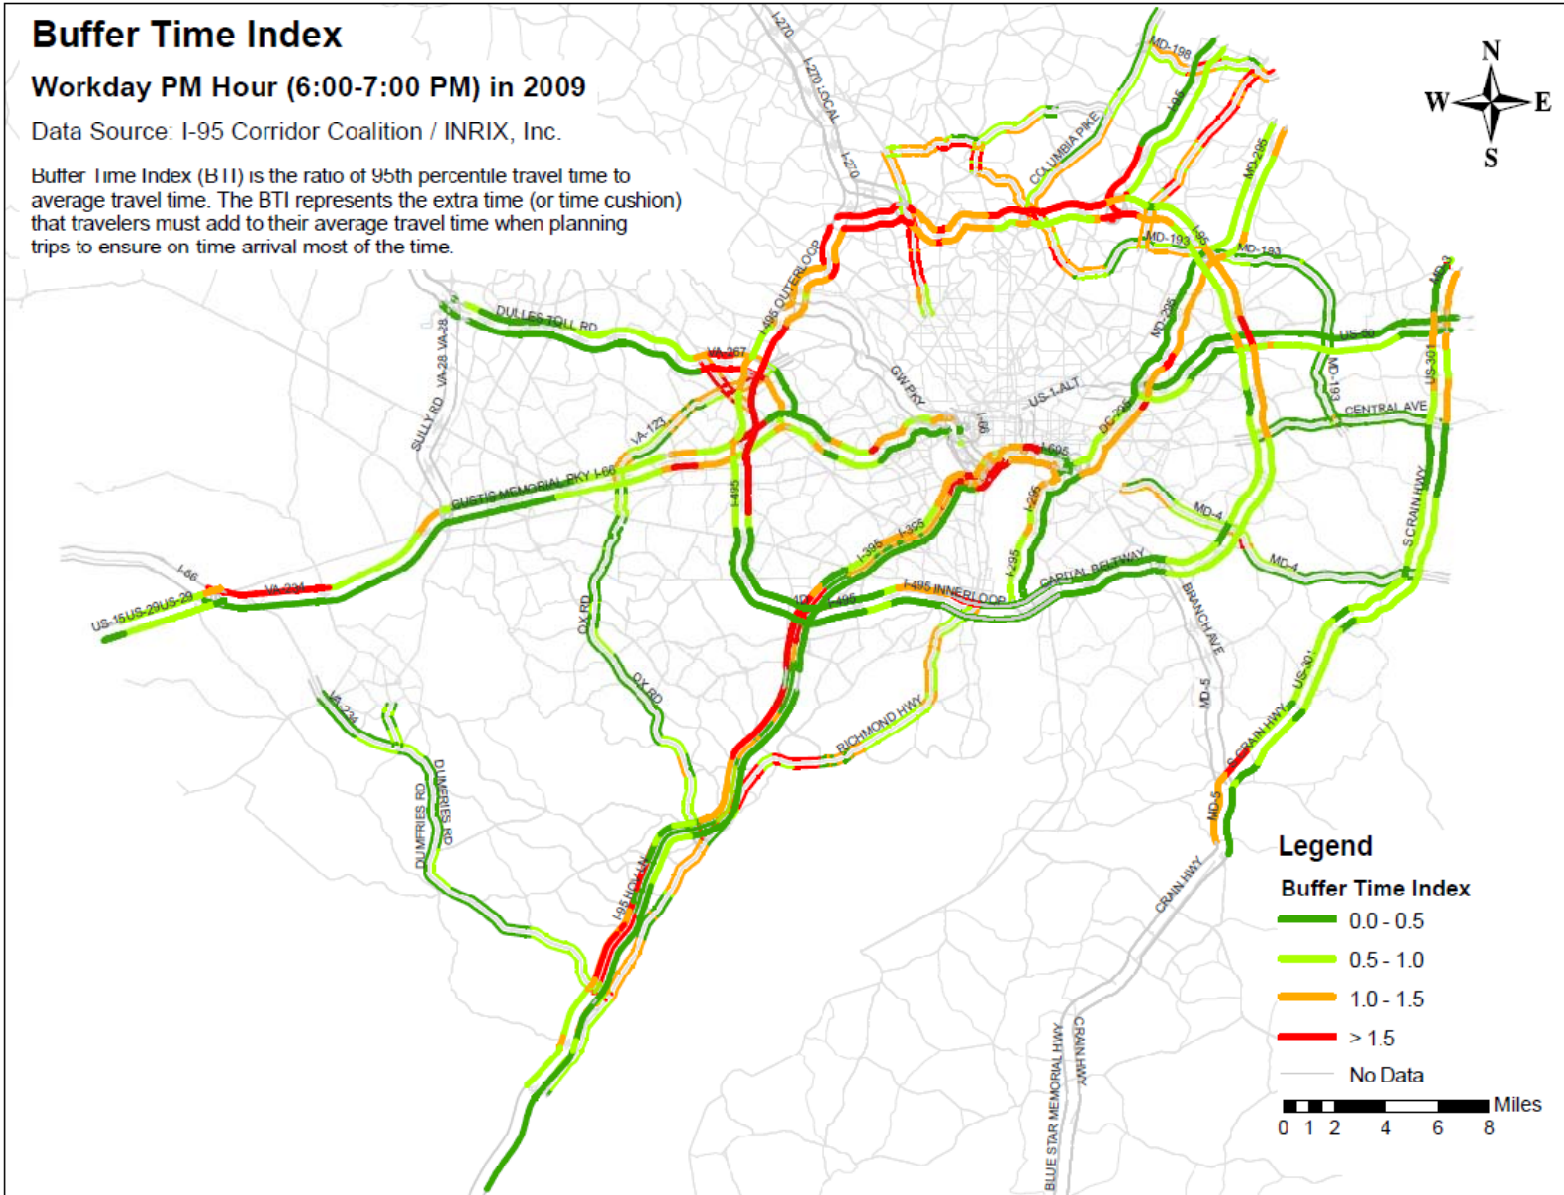 Buffer Time Index
Workday PM Hour (6:00-7:00 PM) in 2009
Data Source: I-95 Corridor Coalition / INRIX, Inc.
Buffer Time Index (BTI) is the ratio of 95th percentile travel time to
average travel time. The BTI represents the extra time (or time cushion)
that travelers must add to their average travel time when planning
trips to ensure on time arrival most of the time.
N
W E
S
I-270
I-270 LOCAL
I-270
MD-198
I-95
COLUMBIA PIKE
MD-295
MD-193
I-95
MD-193
MD-3
I-495 OUTERLOOP
DULLES TOLL RD
VA-28 VA-28
SULLY RD
VA-267
VA-123
GW PKY
US-1-ALT
I-66
DC-295
MD-295
US-50
US-301
MD-193
CENTRAL AVE
CUSTIS MEMORIAL PKY I-66
I-495
I-695
I-295
I-395
I-395
I-295
MD-4
MD-4
S CRAIN HWY
CAPITAL BELTWAY
I-495 INNERLOOP
I-495
I-66
VA-234
US-15US-29US-29
OX RD
OX RD
BRANCH AVE
MD-5
US-301
S CRAIN HWY
MD-5
RICHMOND HWY
VA-234
DUMFRIES RD
DUMFRIES RD
I-95 HOV LN
CRAIN HWY
CRAIN HWY
BLUE STAR MEMORIAL HWY
Legend
Buffer Time Index
0.0 - 0.5
0.5 - 1.0
1.0 - 1.5
> 1.5
No Data
Miles
0 1 2 4 6 8